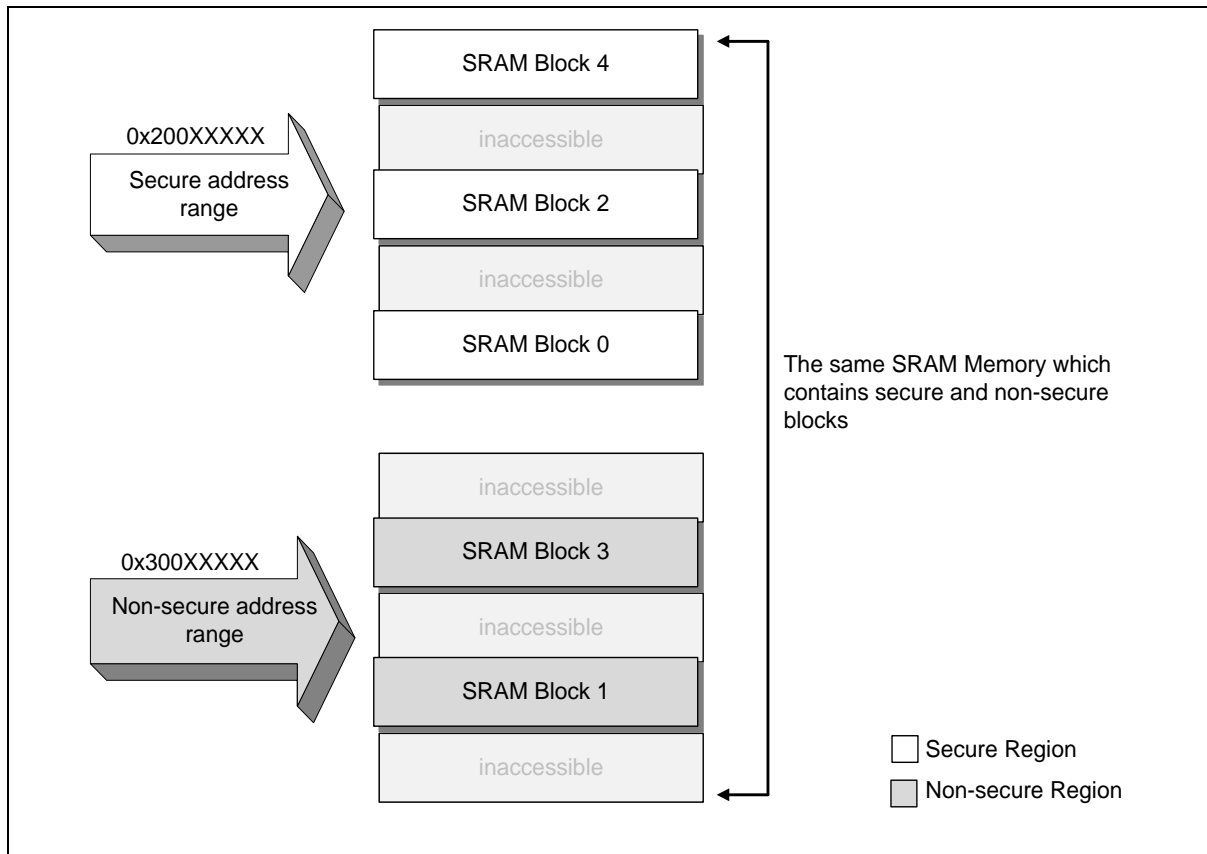 SRAM Block 4
0x200XXXXX
inaccessible
Secure address
range
SRAM Block 2
inaccessible
SRAM Block 0
The same SRAM Memory which
contains secure and non-secure
blocks
inaccessible
0x300XXXXX
SRAM Block 3
Non-secure address
range
inaccessible
SRAM Block 1
inaccessible
Secure Region
Non-secure Region